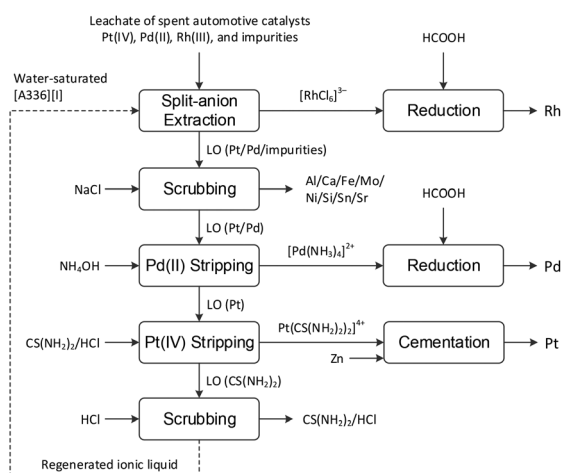 Leachate of spent automotive catalysts
Pt(IV), Pd(II), Rh(III), and impurities
HCOOH
Water-saturated
[A336][I]
Split-anion
Extraction
[RhCl₆]³⁻
Reduction
Rh
LO (Pt/Pd/impurities)
NaCl
Scrubbing
Al/Ca/Fe/Mo/
Ni/Si/Sn/Sr
HCOOH
LO (Pt/Pd)
NH₄OH
Pd(II) Stripping
[Pd(NH₃)₄]²⁺
Reduction
Pd
LO (Pt)
CS(NH₂)₂/HCl
Pt(IV) Stripping
Pt(CS(NH₂)₂)₂]⁴⁺
Cementation
Pt
Zn
LO (CS(NH₂)₂)
HCl
Scrubbing
CS(NH₂)₂/HCl
Regenerated ionic liquid